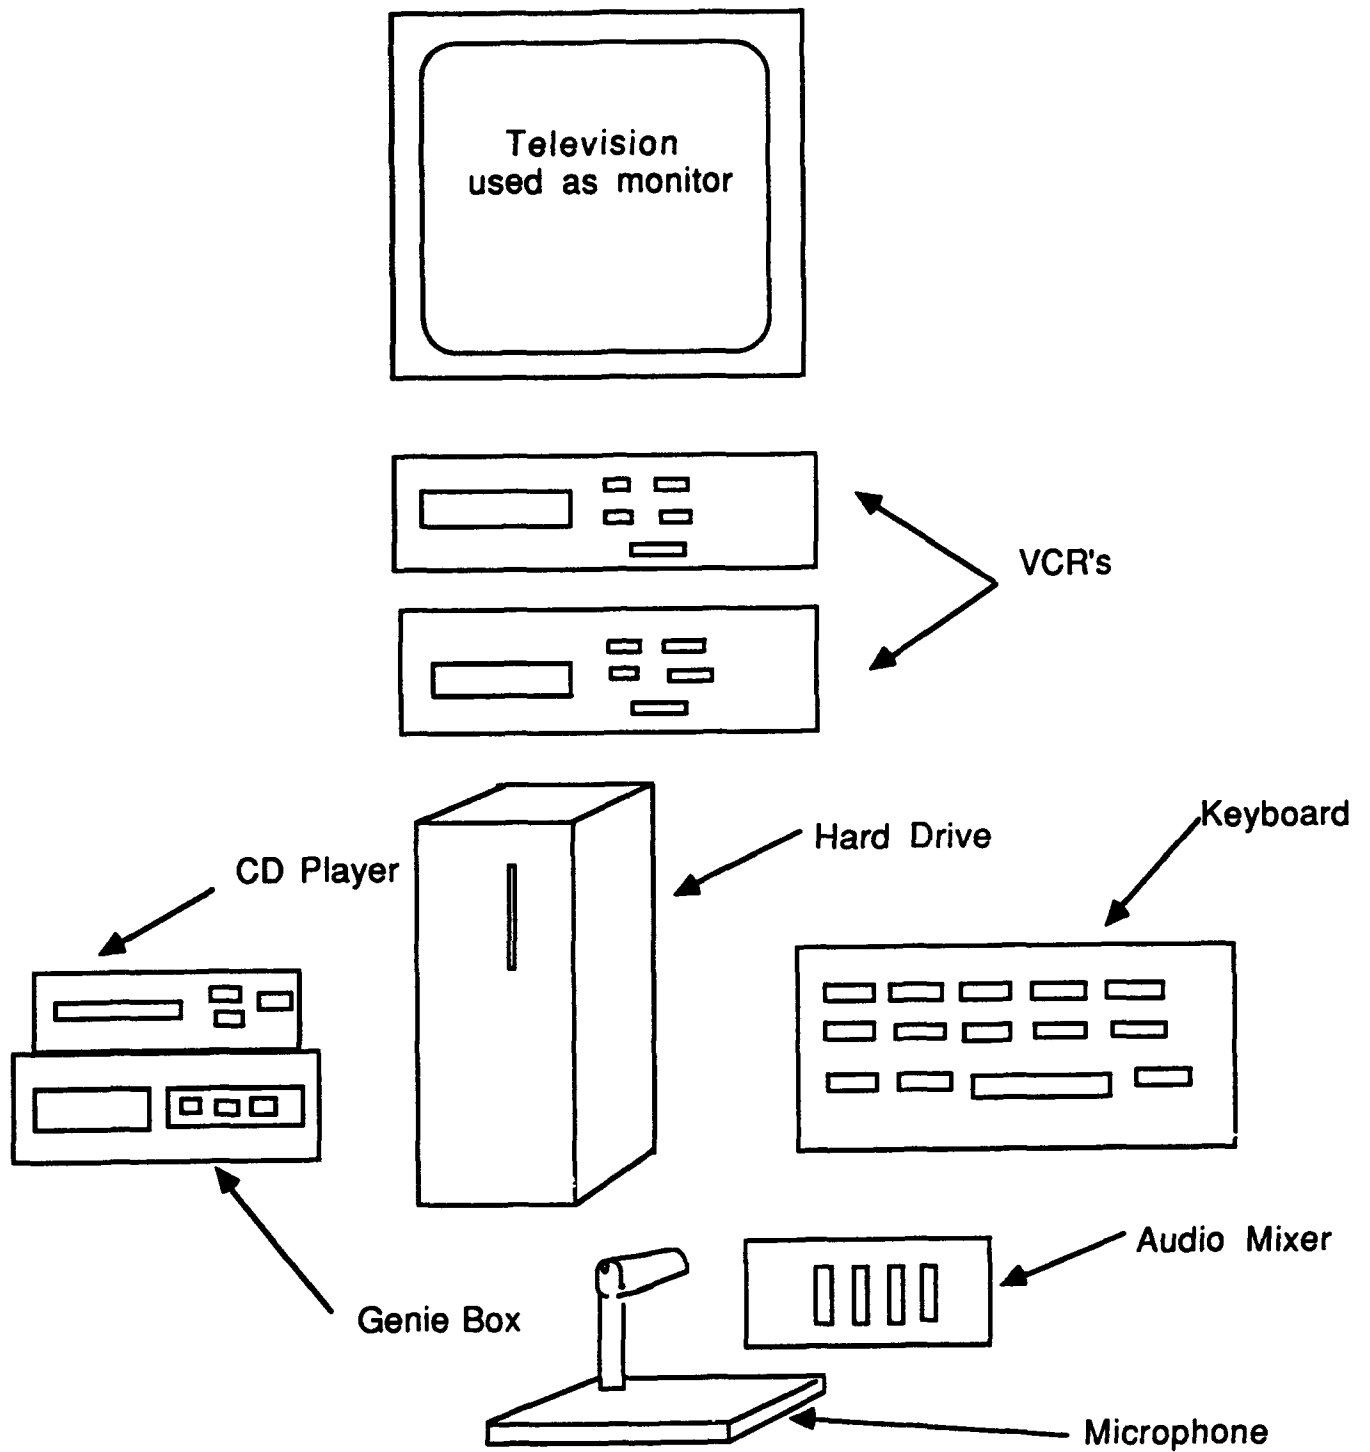 Television
used as monitor
VCR's
Keyboard
Hard Drive
CD Player
Audio Mixer
Genie Box
Microphone